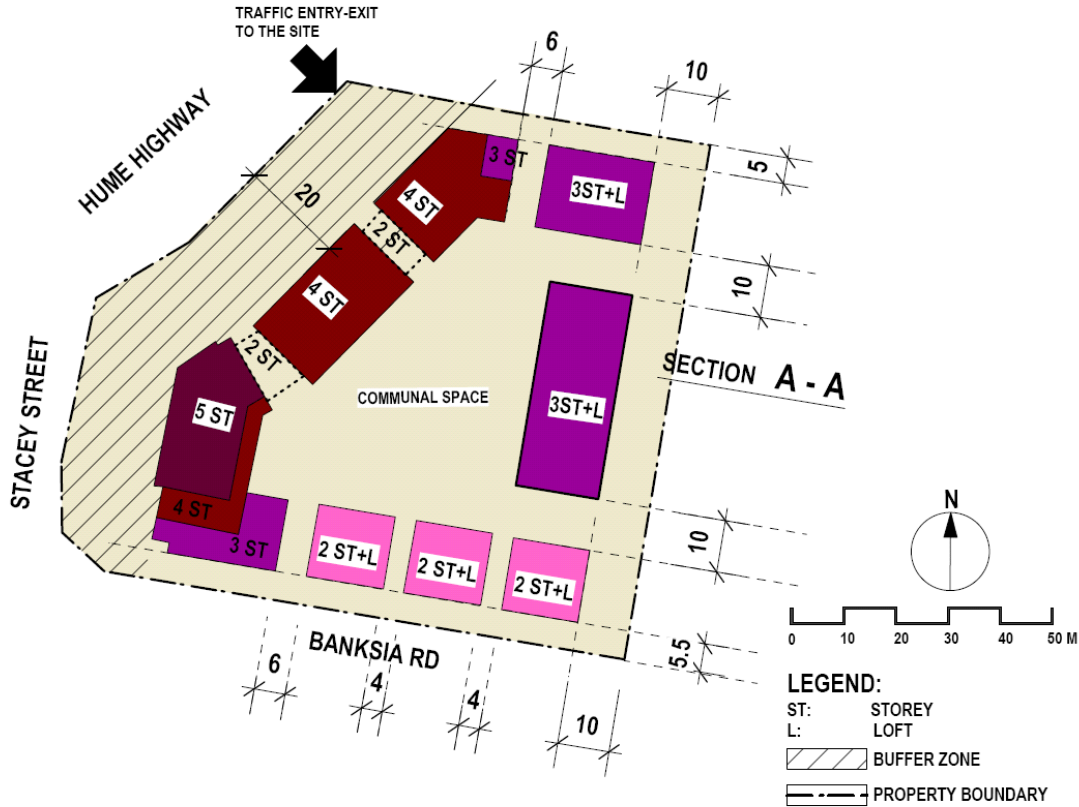 TRAFFIC ENTRY-EXIT
TO THE SITE
6
10
HUME HIGHWAY
5
3 ST
3ST+L
4 ST
20
2 ST
10
4 ST
2 ST
SECTION A - A
STACEY STREET
COMMUNAL SPACE
3ST+L
5 ST
4 ST
3 ST
2 ST+L
2 ST+L
2 ST+L
10
N
0 10 20 30 40 50 M
BANKSIA RD
5.5
6
4
4
10
LEGEND:
ST: STOREY
L: LOFT
BUFFER ZONE
PROPERTY BOUNDARY